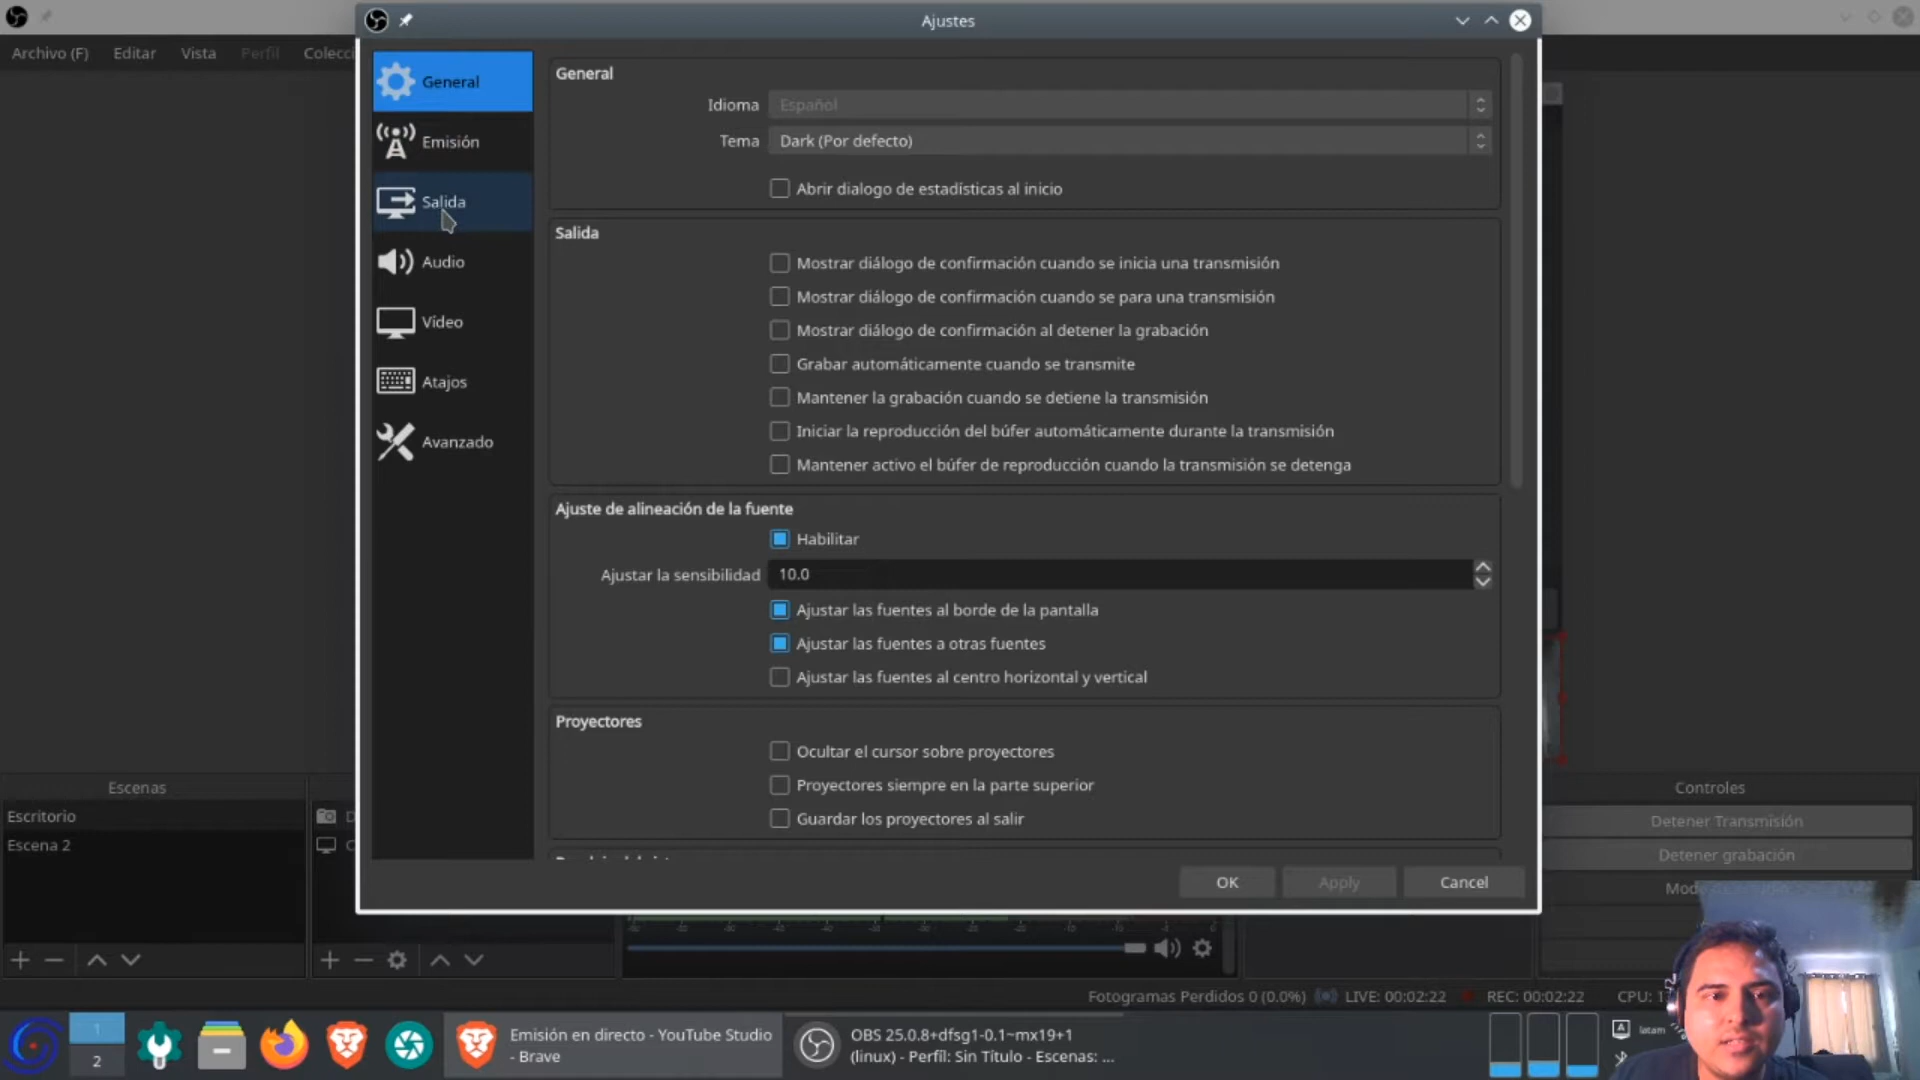 Ajustes
Archivo (F)
Editar
Vista
Perfil
Colecci
General
Emisión
Salida
Audio
Vídeo
Atajos
Avanzado
General
Idioma
Español
Tema
Dark (Por defecto)
Abrir dialogo de estadísticas al inicio
Salida
Mostrar diálogo de confirmación cuando se inicia una transmisión
Mostrar diálogo de confirmación cuando se para una transmisión
Mostrar diálogo de confirmación al detener la grabación
Grabar automáticamente cuando se transmite
Mantener la grabación cuando se detiene la transmisión
Iniciar la reproducción del búfer automáticamente durante la transmisión
Mantener activo el búfer de reproducción cuando la transmisión se detenga
Ajuste de alineación de la fuente
Habilitar
Ajustar la sensibilidad
10.0
Ajustar las fuentes al borde de la pantalla
Ajustar las fuentes a otras fuentes
Ajustar las fuentes al centro horizontal y vertical
Proyectores
Ocultar el cursor sobre proyectores
Proyectores siempre en la parte superior
Guardar los proyectores al salir
OK
Apply
Cancel
Escenas
Escritorio
Escena 2
Controles
Detener Transmisión
Detener grabación
Fotogramas Perdidos 0 (0.0%)
LIVE: 00:02:22
REC: 00:02:22
CPU: 1
1
2
Emisión en directo - YouTube Studio
- Brave
OBS 25.0.8+dfsg1-0.1~mx19+1
(linux) - Perfil: Sin Título - Escenas: ...
latam